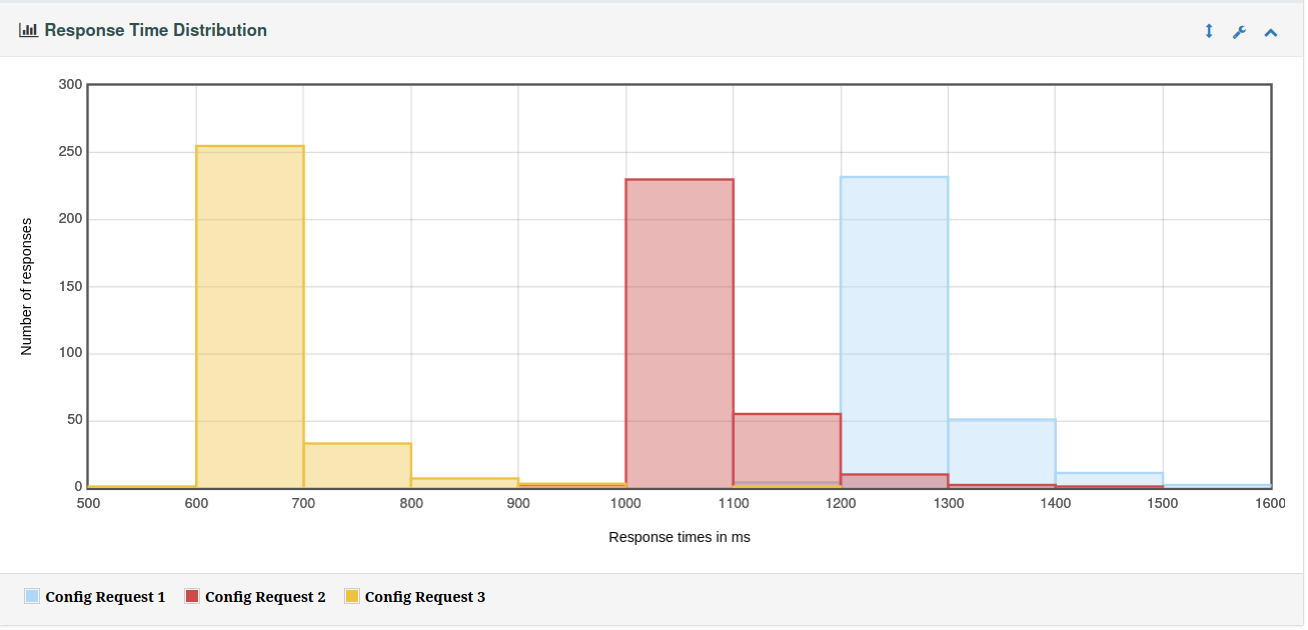 Response Time Distribution
300
250
200
150
100
50
0
Number of responses
500 600 700 800 900 1000 1100 1200 1300 1400 1500 1600
Response times in ms
Config Request 1 Config Request 2 Config Request 3